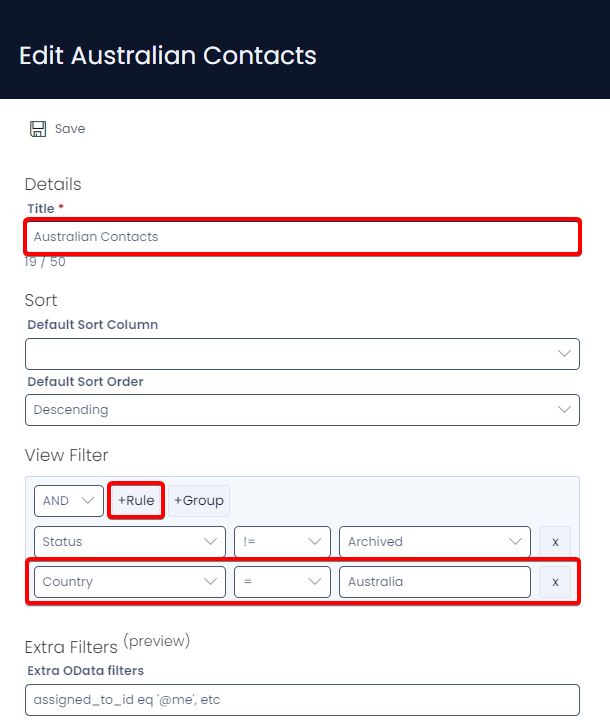 Edit Australian Contacts
Save
Details
Title *
Australian Contacts
19 / 50
Sort
Default Sort Column
Default Sort Order
Descending
View Filter
AND +Rule +Group
Status != Archived x
Country = Australia x
Extra Filters (preview)
Extra OData filters
assigned_to_id eq '@me', etc